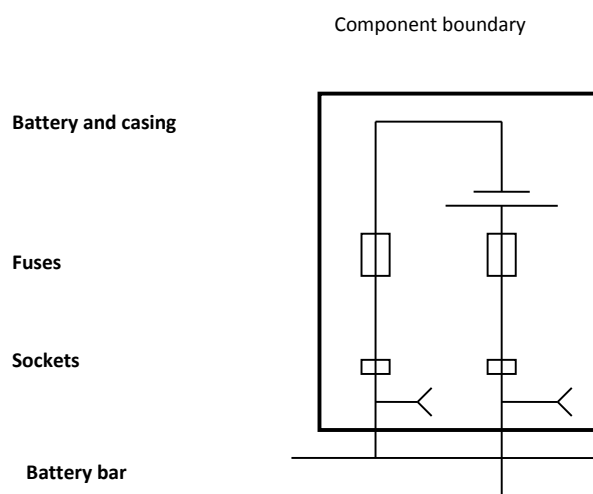 Component boundary
Battery and casing
Fuses
Sockets
Battery bar